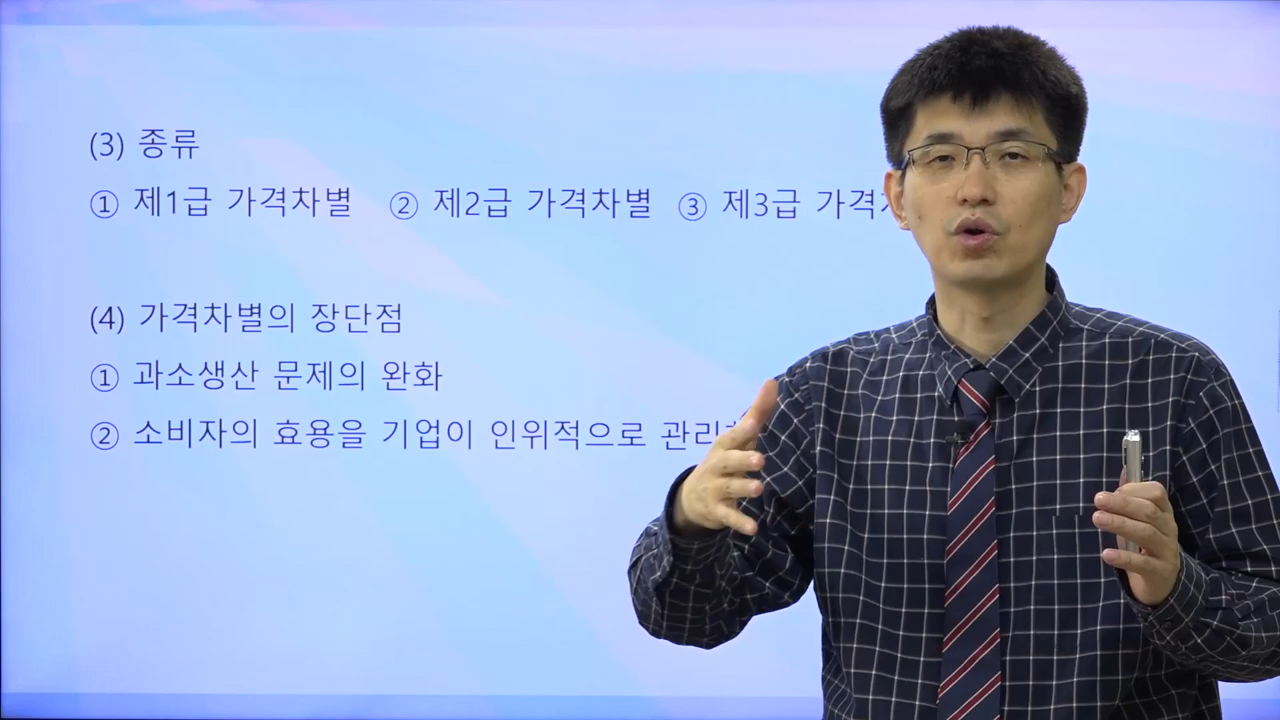 (3) 종류
① 제1급 가격차별 ② 제2급 가격차별 ③ 제3급 가격
(4) 가격차별의 장단점
① 과소생산 문제의 완화
② 소비자의 효용을 기업이 인위적으로 관리